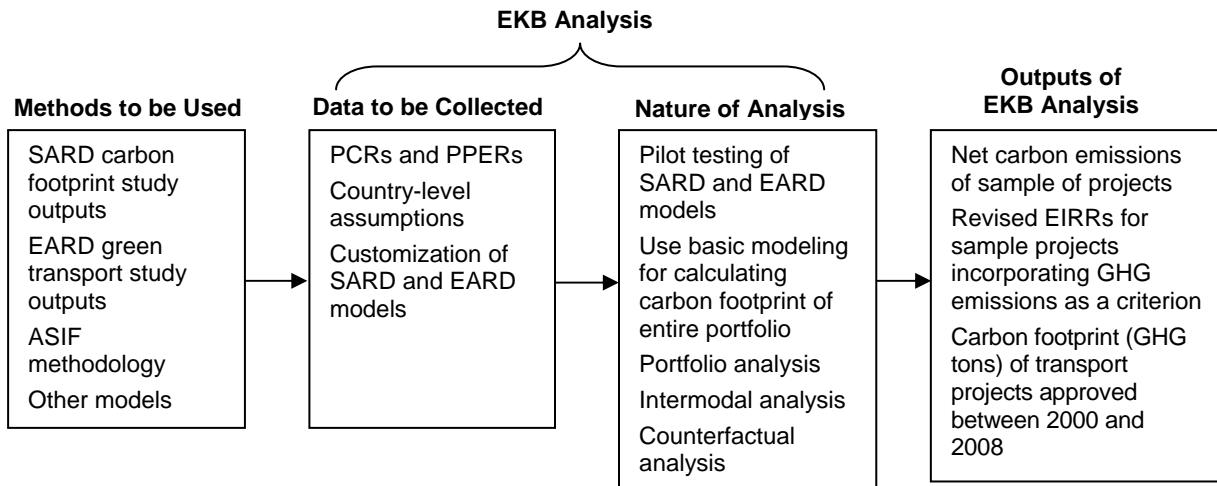 EKB Analysis
Methods to be Used
SARD carbon
footprint study
outputs
EARD green
transport study
outputs
ASIF
methodology
Other models
Data to be Collected
PCRs and PPERs
Country-level
assumptions
Customization of
SARD and EARD
models
Nature of Analysis
Pilot testing of
SARD and EARD
models
Use basic modeling
for calculating
carbon footprint of
entire portfolio
Portfolio analysis
Intermodal analysis
Counterfactual
analysis
Outputs of
EKB Analysis
Net carbon emissions
of sample of projects
Revised EIRRs for
sample projects
incorporating GHG
emissions as a criterion
Carbon footprint (GHG
tons) of transport
projects approved
between 2000 and
2008